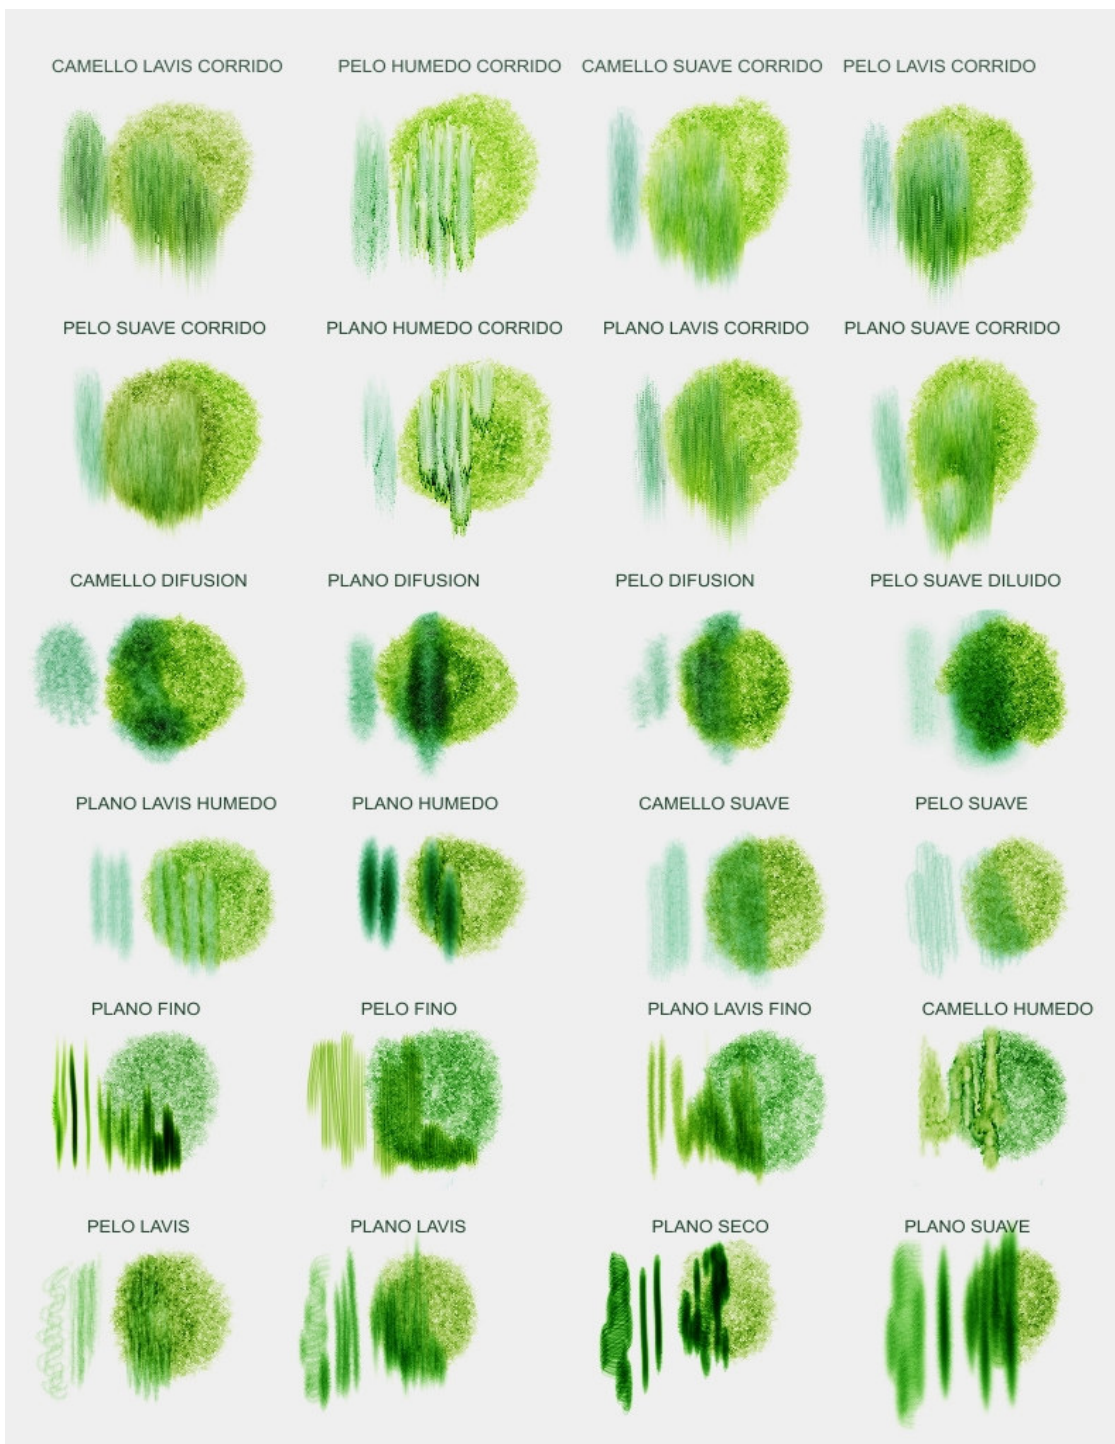 CAMELLO LAVIS CORRIDO PELO HUMEDO CORRIDO CAMELLO SUAVE CORRIDO PELO LAVIS CORRIDO
PELO SUAVE CORRIDO PLANO HUMEDO CORRIDO PLANO LAVIS CORRIDO PLANO SUAVE CORRIDO
CAMELLO DIFUSION PLANO DIFUSION PELO DIFUSION PELO SUAVE DILUIDO
PLANO LAVIS HUMEDO PLANO HUMEDO CAMELLO SUAVE PELO SUAVE
PLANO FINO PELO FINO PLANO LAVIS FINO CAMELLO HUMEDO
PELO LAVIS PLANO LAVIS PLANO SECO PLANO SUAVE